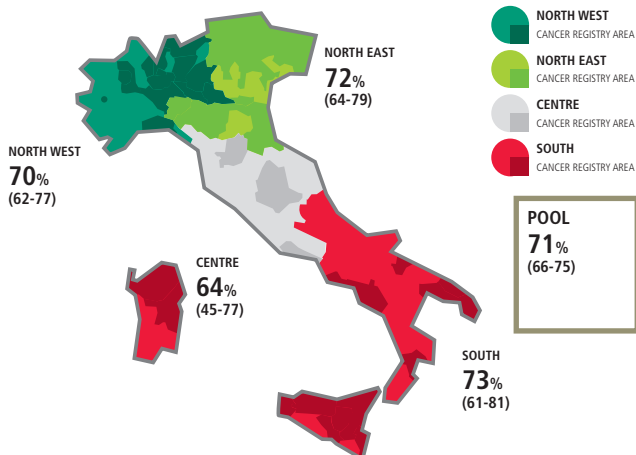 NORTH WEST
CANCER REGISTRY AREA
NORTH EAST
CANCER REGISTRY AREA
CENTRE
CANCER REGISTRY AREA
SOUTH
CANCER REGISTRY AREA
NORTH EAST
72%
(64-79)
NORTH WEST
70%
(62-77)
POOL
71%
(66-75)
CENTRE
64%
(45-77)
SOUTH
73%
(61-81)